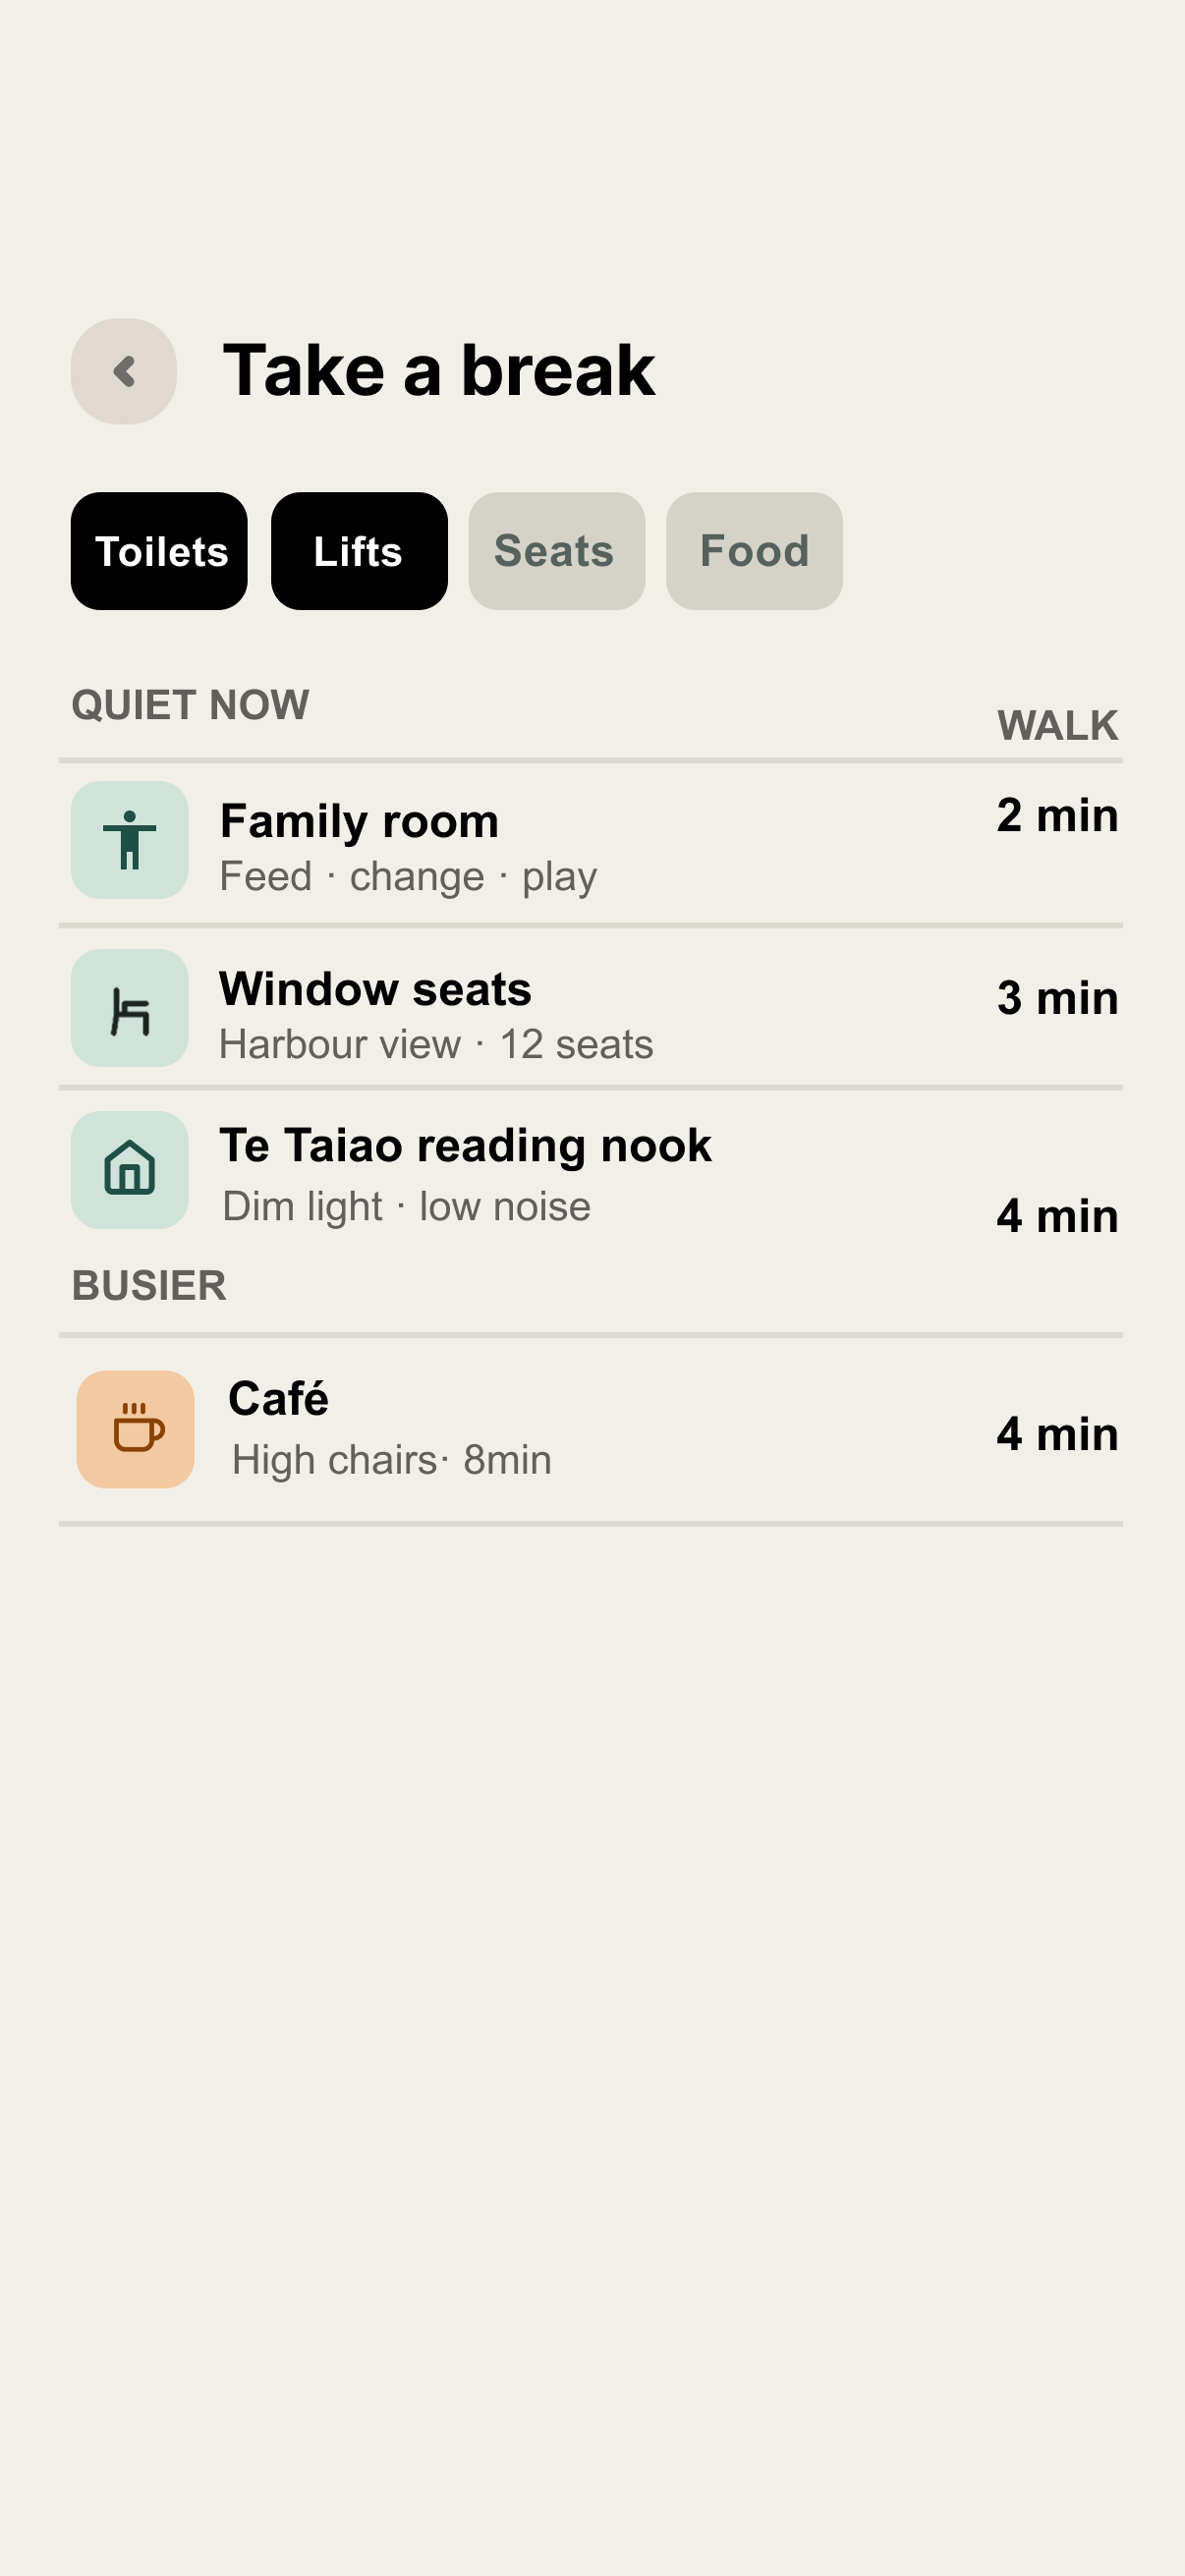 Take a break
Toilets Lifts Seats Food
QUIET NOW
WALK
Family room
2 min
Feed · change · play
Window seats
3 min
Harbour view · 12 seats
Te Taiao reading nook
Dim light · low noise
4 min
BUSIER
Café
4 min
High chairs· 8min